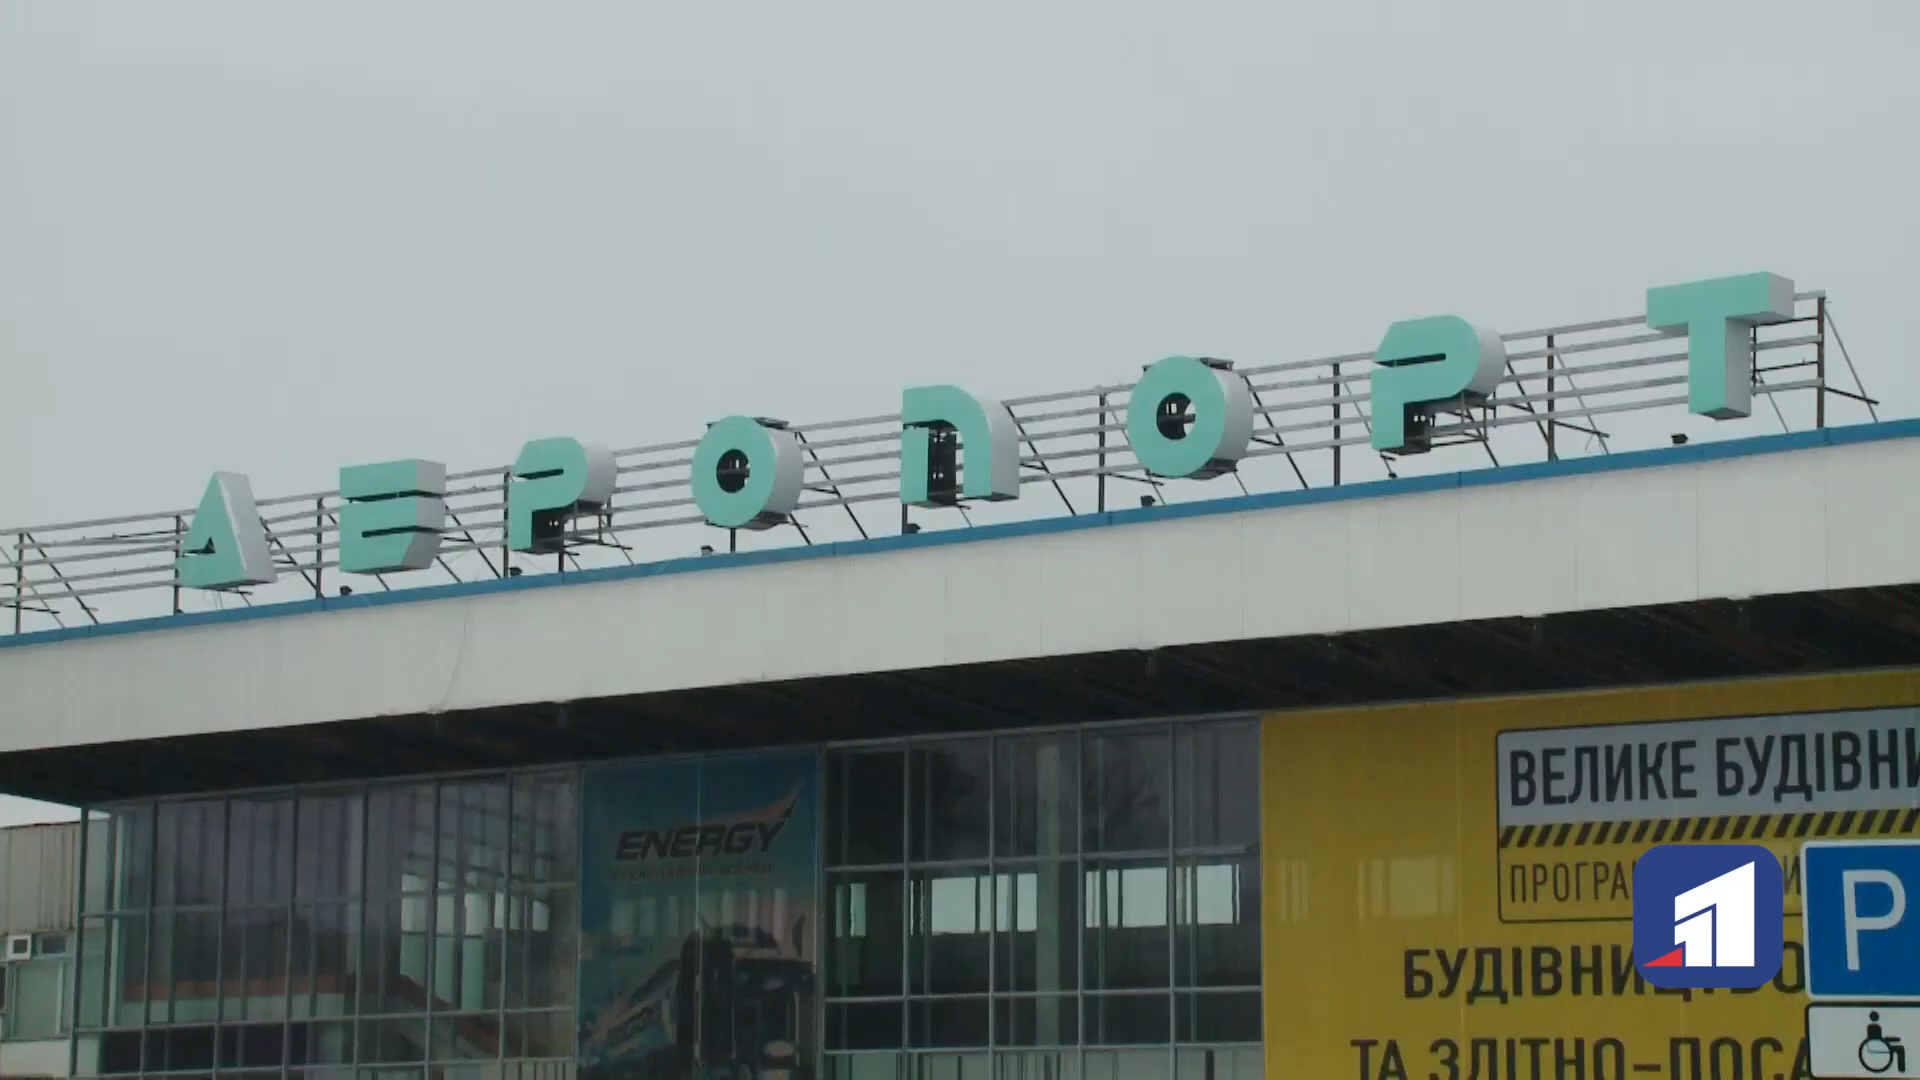 АЕРОПОРТ
ENERGY
ВЕЛИКЕ БУДІВНИ
ПРОГРА
БУДІВНИЦТВО
ТА ЗЛІТНО-ПОСА
P